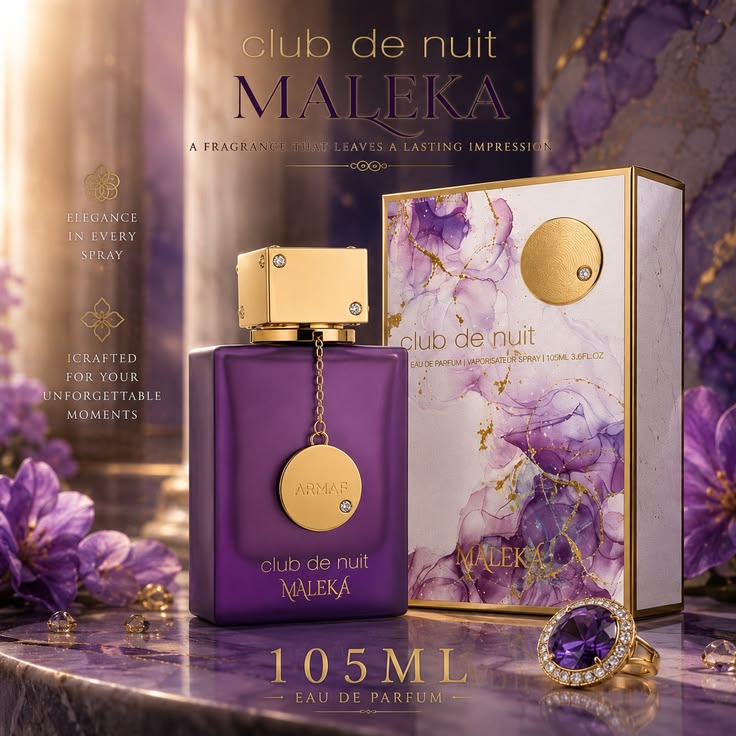 club de nuit
MALEKA
A FRAGRANCE THAT LEAVES A LASTING IMPRESSION
ELEGANCE
IN EVERY
SPRAY
ICRAFTED
FOR YOUR
UNFORGETTABLE
MOMENTS
ARMAF
club de nuit
MALEKA
club de nuit
EAU DE PARFUM | VAPORISATEUR SPRAY | 105ML 3.6FL.OZ
MALEKA
105ML
EAU DE PARFUM